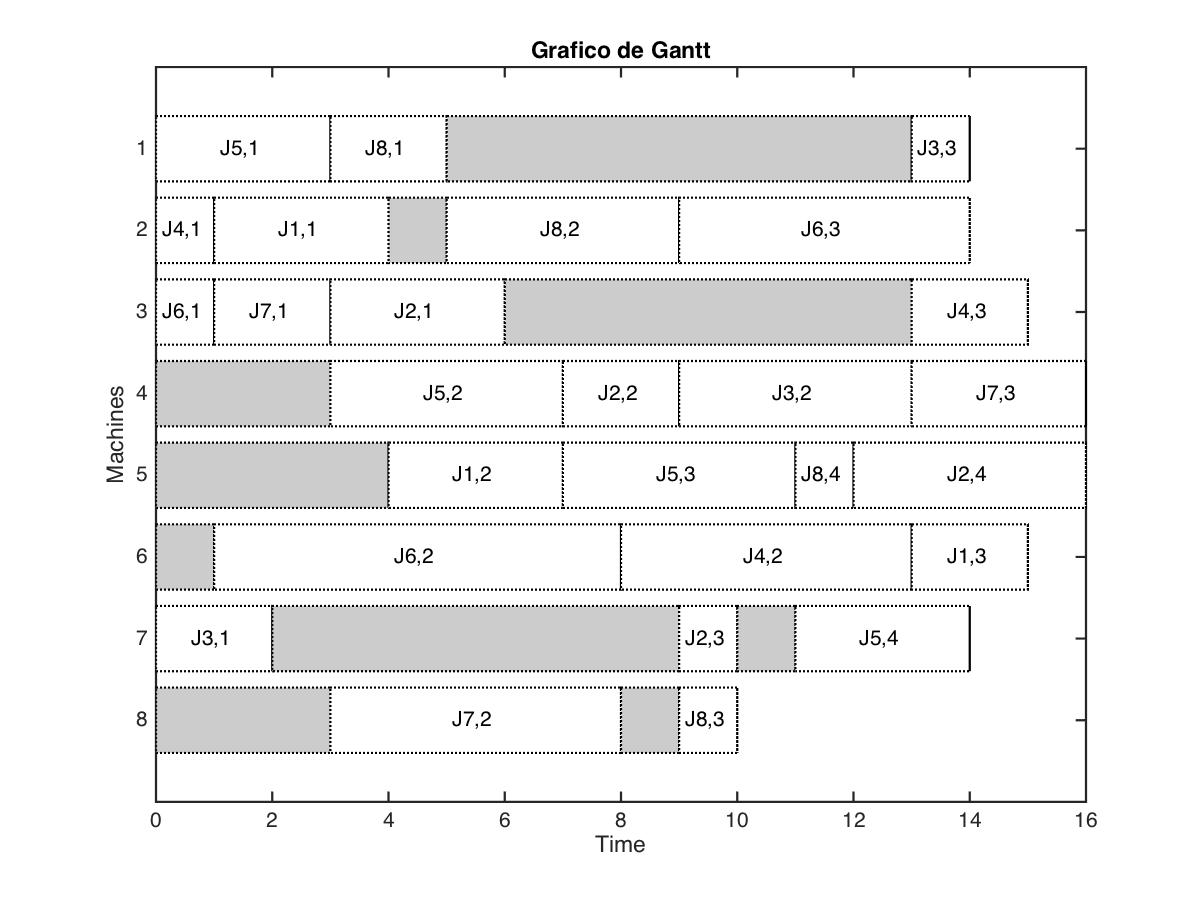 Grafico de Gantt
1 J5,1 J8,1 J3,3
2 J4,1 J1,1 J8,2 J6,3
3 J6,1 J7,1 J2,1 J4,3
4 J5,2 J2,2 J3,2 J7,3
5 J1,2 J5,3 J8,4 J2,4
6 J6,2 J4,2 J1,3
7 J3,1 J2,3 J5,4
8 J7,2 J8,3
Machines
0 2 4 6 8 10 12 14 16
Time